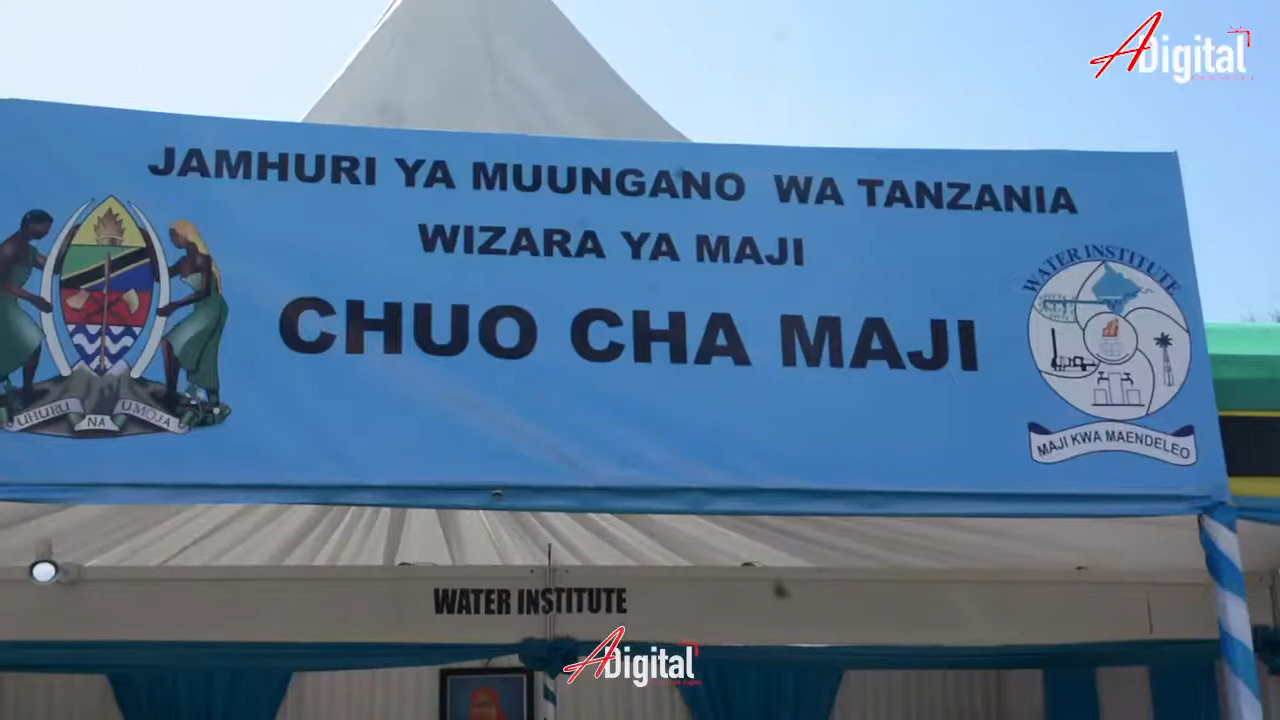 ADigital
JAMHURI YA MUUNGANO WA TANZANIA
WIZARA YA MAJI
CHUO CHA MAJI
UHURU NA UMOJA
WATER INSTITUTE
MAJI KWA MAENDELEO
WATER INSTITUTE
ADigital